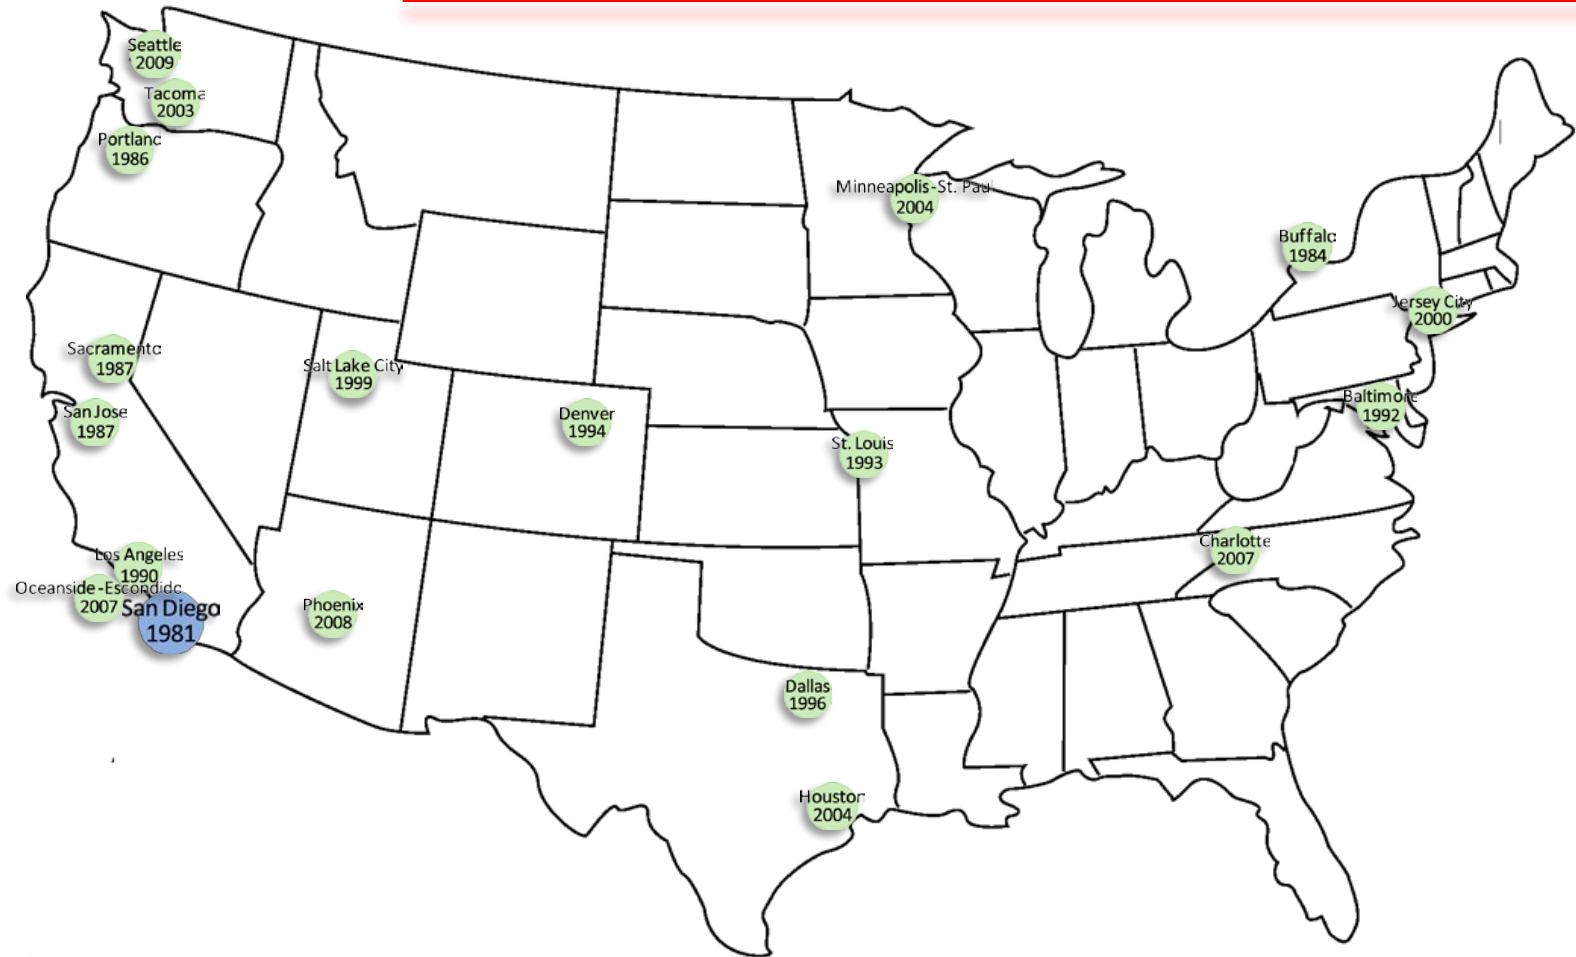 Seattle
2009
Tacoma
2003
Portland
1986
Minneapolis-St. Paul
2004
Buffalo
1984
Jersey City
2000
Sacramento
1987
Salt Lake City
1999
San Jose
1987
Denver
1994
St. Louis
1993
Baltimore
1992
Los Angeles
1990
Oceanside-Escondido
2007
San Diego
1981
Phoenix
2008
Charlotte
2007
Dallas
1996
Houston
2004